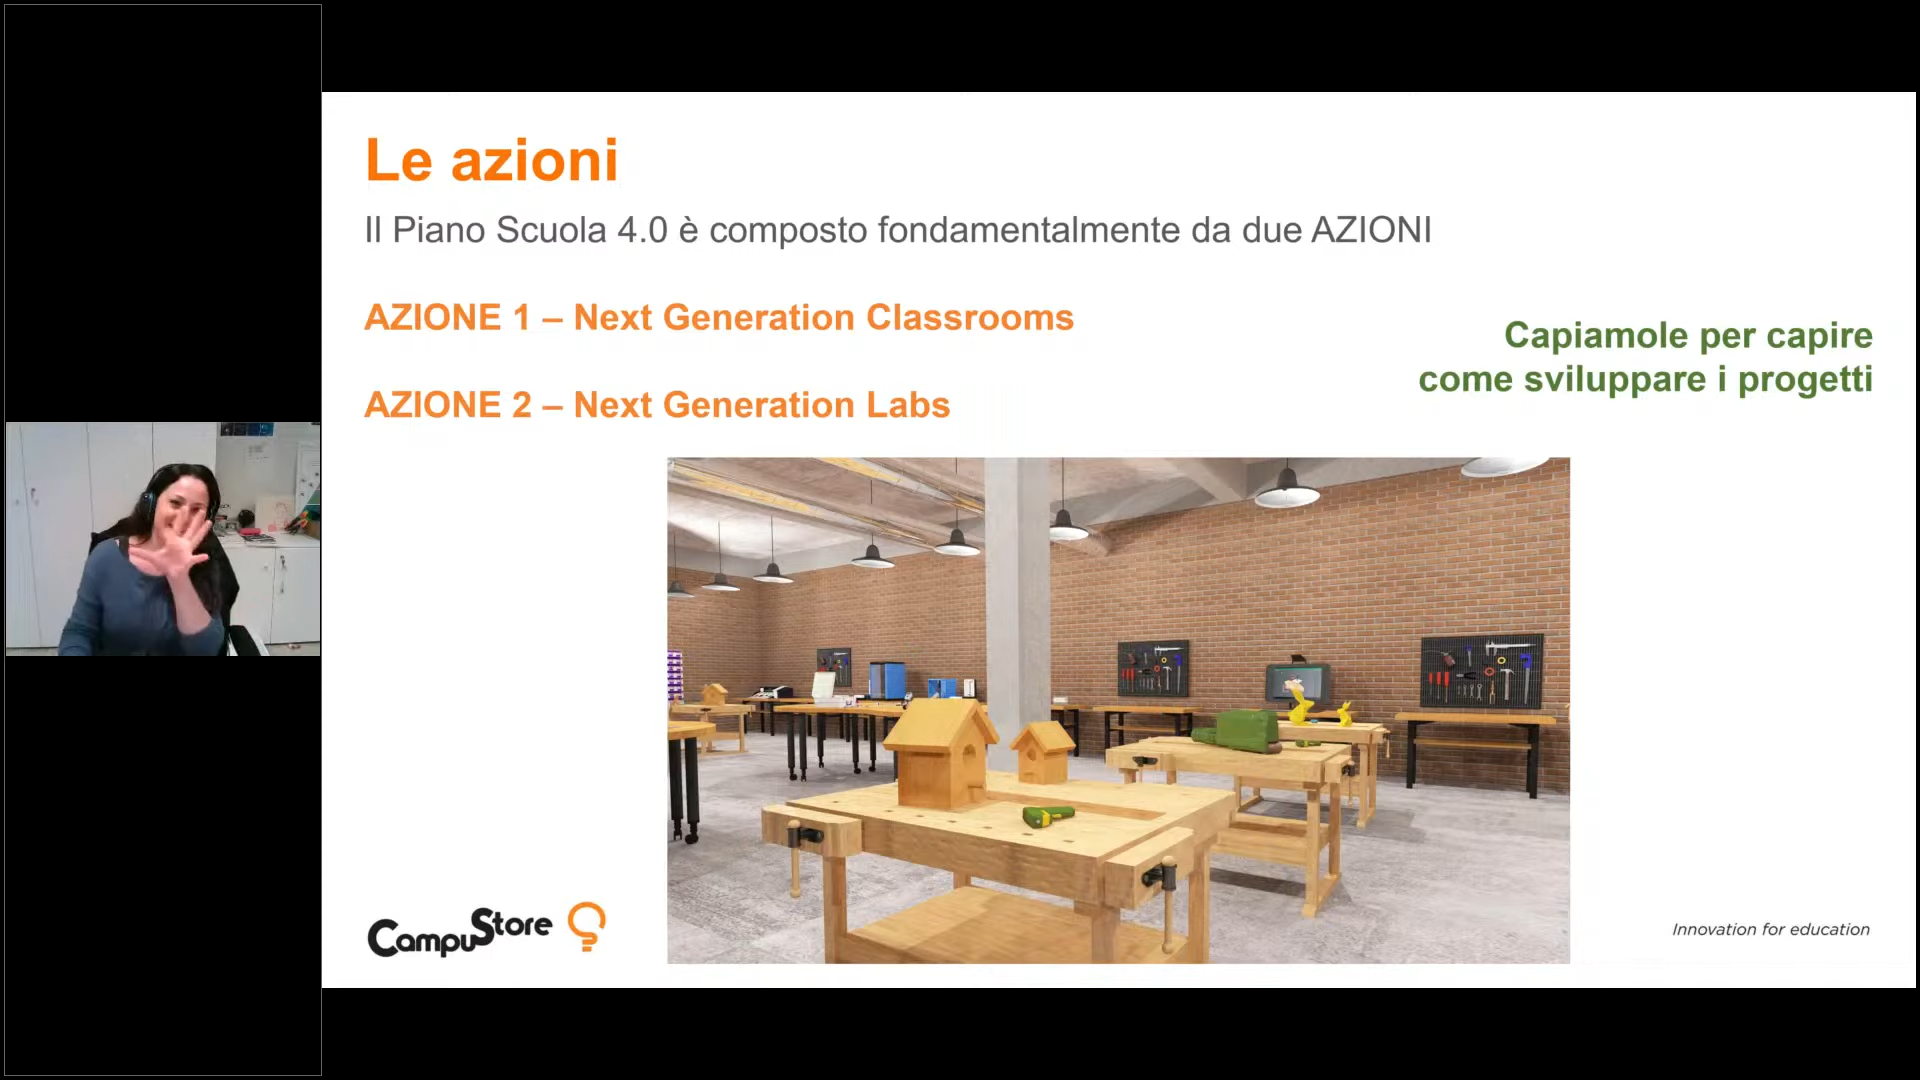 Le azioni
Il Piano Scuola 4.0 è composto fondamentalmente da due AZIONI
AZIONE 1 – Next Generation Classrooms
AZIONE 2 – Next Generation Labs
Capiamole per capire
come sviluppare i progetti
CampuStore
Innovation for education